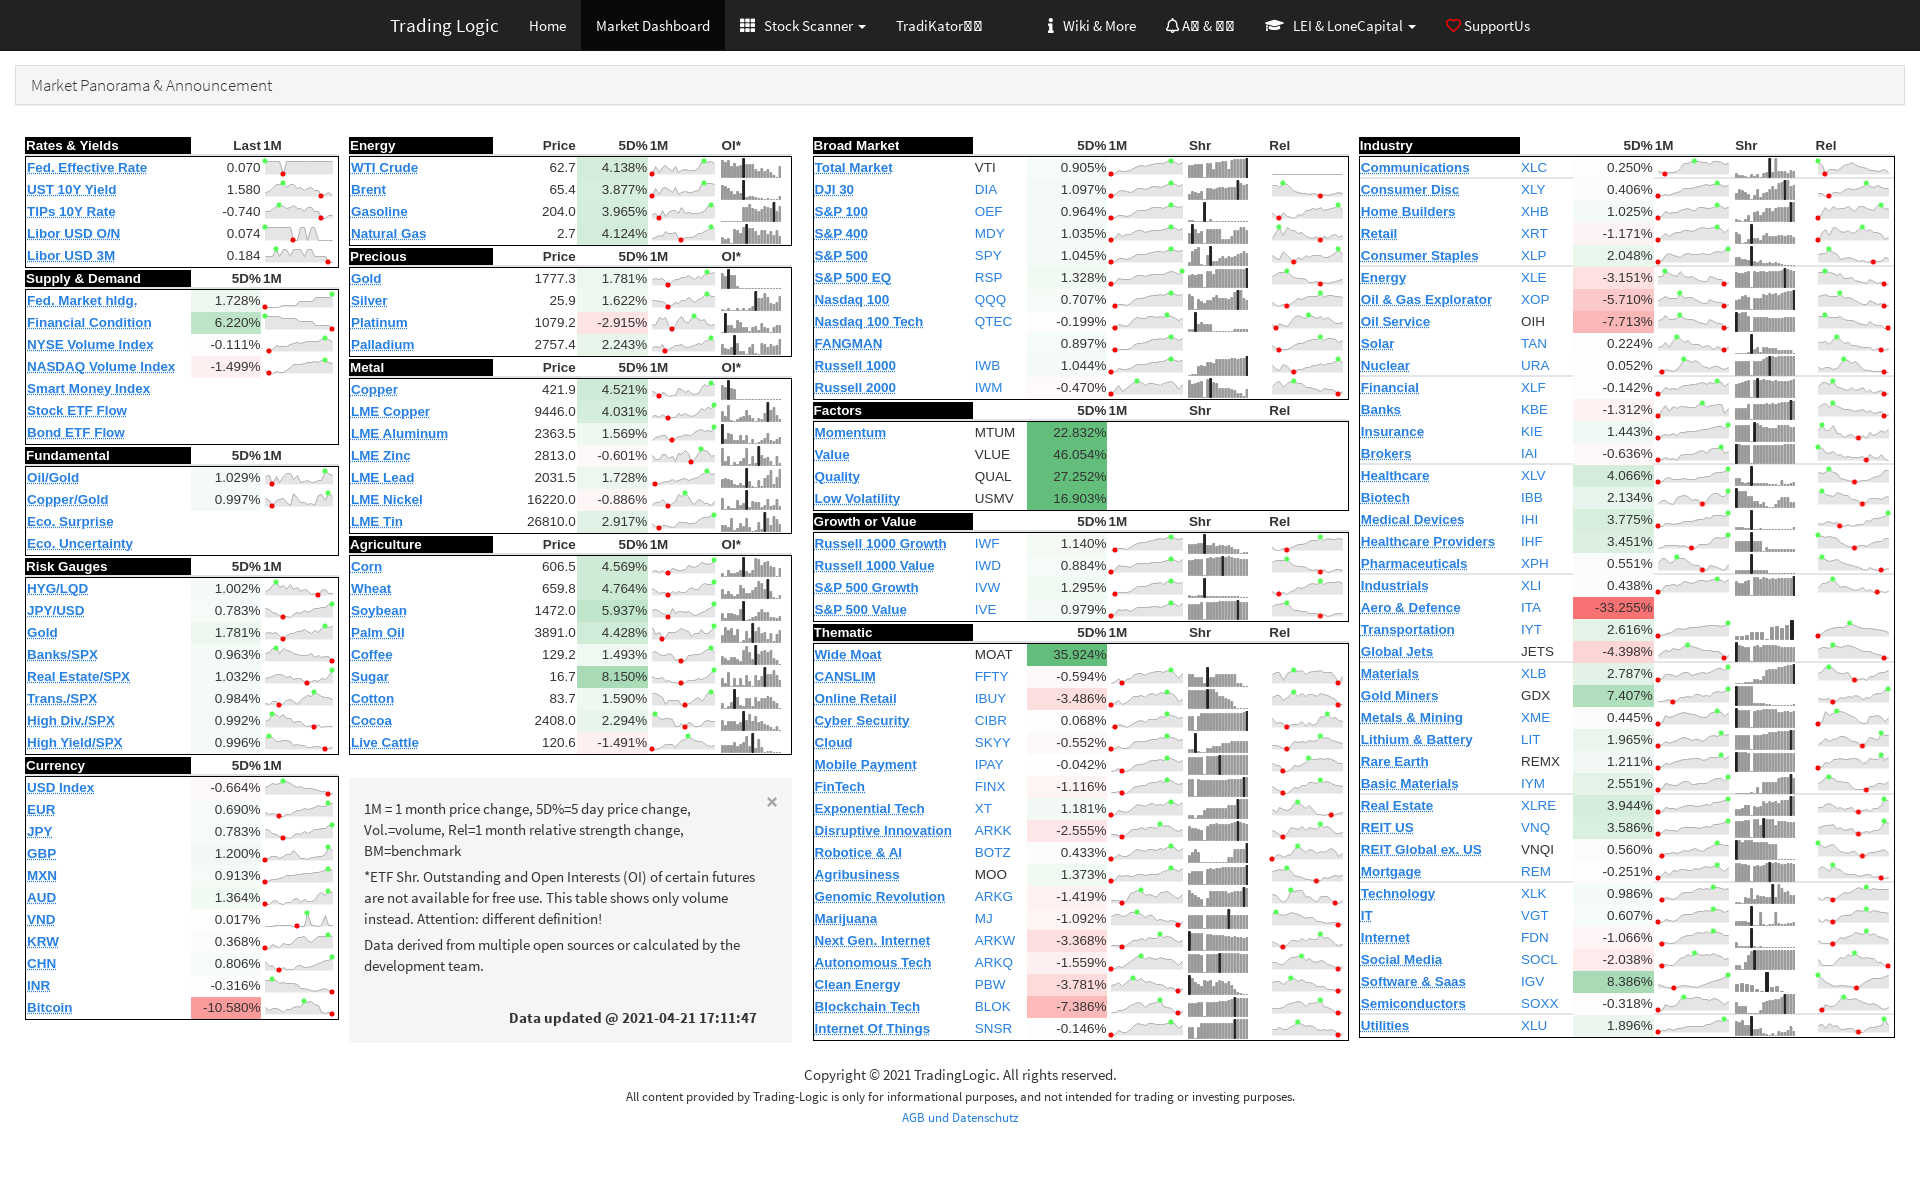 Trading Logic Home Market Dashboard Stock Scanner TradiKator Wiki & More A & LEI & LoneCapital SupportUs
Market Panorama & Announcement
Rates & Yields Last 1M
Fed. Effective Rate 0.070
UST 10Y Yield 1.580
TIPs 10Y Rate -0.740
Libor USD O/N 0.074
Libor USD 3M 0.184
Supply & Demand 5D% 1M
Fed. Market hldg. 1.728%
Financial Condition 6.220%
NYSE Volume Index -0.111%
NASDAQ Volume Index -1.499%
Smart Money Index
Stock ETF Flow
Bond ETF Flow
Fundamental 5D% 1M
Oil/Gold 1.029%
Copper/Gold 0.997%
Eco. Surprise
Eco. Uncertainty
Risk Gauges 5D% 1M
HYG/LQD 1.002%
JPY/USD 0.783%
Gold 1.781%
Banks/SPX 0.963%
Real Estate/SPX 1.032%
Trans./SPX 0.984%
High Div./SPX 0.992%
High Yield/SPX 0.996%
Currency 5D% 1M
USD Index -0.664%
EUR 0.690%
JPY 0.783%
GBP 1.200%
MXN 0.913%
AUD 1.364%
VND 0.017%
KRW 0.368%
CHN 0.806%
INR -0.316%
Bitcoin -10.580%
Energy Price 5D% 1M OI*
WTI Crude 62.7 4.138%
Brent 65.4 3.877%
Gasoline 204.0 3.965%
Natural Gas 2.7 4.124%
Precious Price 5D% 1M OI*
Gold 1777.3 1.781%
Silver 25.9 1.622%
Platinum 1079.2 -2.915%
Palladium 2757.4 2.243%
Metal Price 5D% 1M OI*
Copper 421.9 4.521%
LME Copper 9446.0 4.031%
LME Aluminum 2363.5 1.569%
LME Zinc 2813.0 -0.601%
LME Lead 2031.5 1.728%
LME Nickel 16220.0 -0.886%
LME Tin 26810.0 2.917%
Agriculture Price 5D% 1M OI*
Corn 606.5 4.569%
Wheat 659.8 4.764%
Soybean 1472.0 5.937%
Palm Oil 3891.0 4.428%
Coffee 129.2 1.493%
Sugar 16.7 8.150%
Cotton 83.7 1.590%
Cocoa 2408.0 2.294%
Live Cattle 120.6 -1.491%
×
1M = 1 month price change, 5D%=5 day price change,
Vol.=volume, Rel=1 month relative strength change,
BM=benchmark
*ETF Shr. Outstanding and Open Interests (OI) of certain futures
are not available for free use. This table shows only volume
instead. Attention: different definition!
Data derived from multiple open sources or calculated by the
development team.
Data updated @ 2021-04-21 17:11:47
Broad Market 5D% 1M Shr Rel
Total Market VTI 0.905%
DJI 30 DIA 1.097%
S&P 100 OEF 0.964%
S&P 400 MDY 1.035%
S&P 500 SPY 1.045%
S&P 500 EQ RSP 1.328%
Nasdaq 100 QQQ 0.707%
Nasdaq 100 Tech QTEC -0.199%
FANGMAN 0.897%
Russell 1000 IWB 1.044%
Russell 2000 IWM -0.470%
Factors 5D% 1M Shr Rel
Momentum MTUM 22.832%
Value VLUE 46.054%
Quality QUAL 27.252%
Low Volatility USMV 16.903%
Growth or Value 5D% 1M Shr Rel
Russell 1000 Growth IWF 1.140%
Russell 1000 Value IWD 0.884%
S&P 500 Growth IVW 1.295%
S&P 500 Value IVE 0.979%
Thematic 5D% 1M Shr Rel
Wide Moat MOAT 35.924%
CANSLIM FFTY -0.594%
Online Retail IBUY -3.486%
Cyber Security CIBR 0.068%
Cloud SKYY -0.552%
Mobile Payment IPAY -0.042%
FinTech FINX -1.116%
Exponential Tech XT 1.181%
Disruptive Innovation ARKK -2.555%
Robotice & AI BOTZ 0.433%
Agribusiness MOO 1.373%
Genomic Revolution ARKG -1.419%
Marijuana MJ -1.092%
Next Gen. Internet ARKW -3.368%
Autonomous Tech ARKQ -1.559%
Clean Energy PBW -3.781%
Blockchain Tech BLOK -7.386%
Internet Of Things SNSR -0.146%
Industry 5D% 1M Shr Rel
Communications XLC 0.250%
Consumer Disc XLY 0.406%
Home Builders XHB 1.025%
Retail XRT -1.171%
Consumer Staples XLP 2.048%
Energy XLE -3.151%
Oil & Gas Explorator XOP -5.710%
Oil Service OIH -7.713%
Solar TAN 0.224%
Nuclear URA 0.052%
Financial XLF -0.142%
Banks KBE -1.312%
Insurance KIE 1.443%
Brokers IAI -0.636%
Healthcare XLV 4.066%
Biotech IBB 2.134%
Medical Devices IHI 3.775%
Healthcare Providers IHF 3.451%
Pharmaceuticals XPH 0.551%
Industrials XLI 0.438%
Aero & Defence ITA -33.255%
Transportation IYT 2.616%
Global Jets JETS -4.398%
Materials XLB 2.787%
Gold Miners GDX 7.407%
Metals & Mining XME 0.445%
Lithium & Battery LIT 1.965%
Rare Earth REMX 1.211%
Basic Materials IYM 2.551%
Real Estate XLRE 3.944%
REIT US VNQ 3.586%
REIT Global ex. US VNQI 0.560%
Mortgage REM -0.251%
Technology XLK 0.986%
IT VGT 0.607%
Internet FDN -1.066%
Social Media SOCL -2.038%
Software & Saas IGV 8.386%
Semiconductors SOXX -0.318%
Utilities XLU 1.896%
Copyright © 2021 TradingLogic. All rights reserved.
All content provided by Trading-Logic is only for informational purposes, and not intended for trading or investing purposes.
AGB und Datenschutz